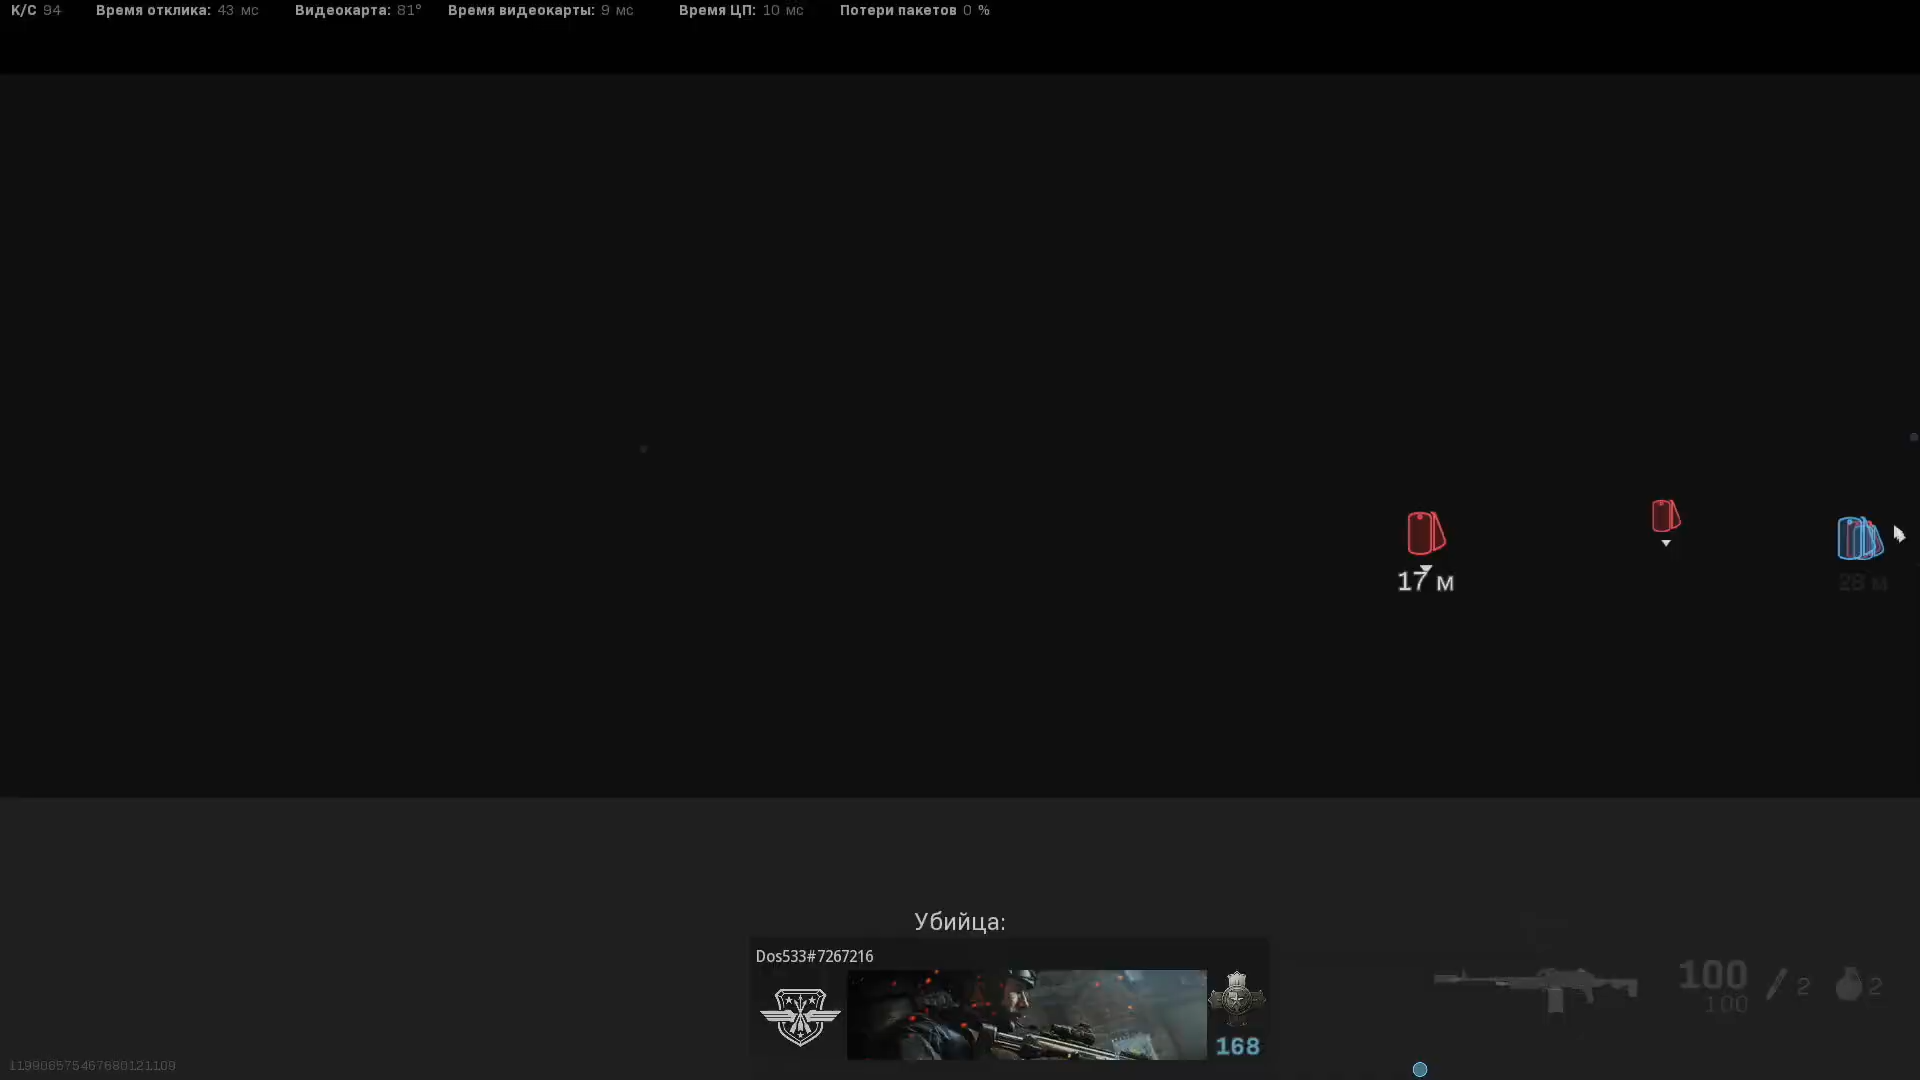 К/С 94 Время отклика: 43 мс Видеокарта: 81° Время видеокарты: 9 мс Время ЦП: 10 мс Потери пакетов 0 %
17 м
28 м
Убийца:
Dos533#7267216
168
100
100
2
2